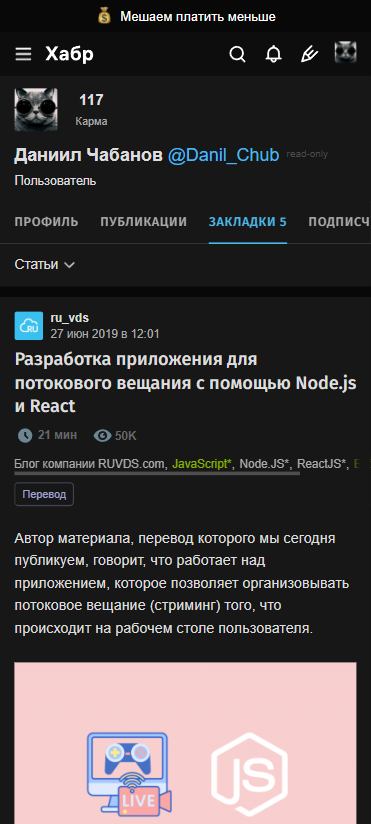 Мешаем платить меньше
Хабр
117
Карма
Даниил Чабанов @Danil_Chub read-only
Пользователь
ПРОФИЛЬ ПУБЛИКАЦИИ ЗАКЛАДКИ 5 ПОДПИСЧ
Статьи
RU
ru_vds
27 июн 2019 в 12:01
Разработка приложения для
потокового вещания с помощью Node.js
и React
21 мин 50K
Блог компании RUVDS.com, JavaScript*, Node.JS*, ReactJS*,
Перевод
Автор материала, перевод которого мы сегодня
публикуем, говорит, что работает над
приложением, которое позволяет организовывать
потоковое вещание (стриминг) того, что
происходит на рабочем столе пользователя.
JS
LIVE